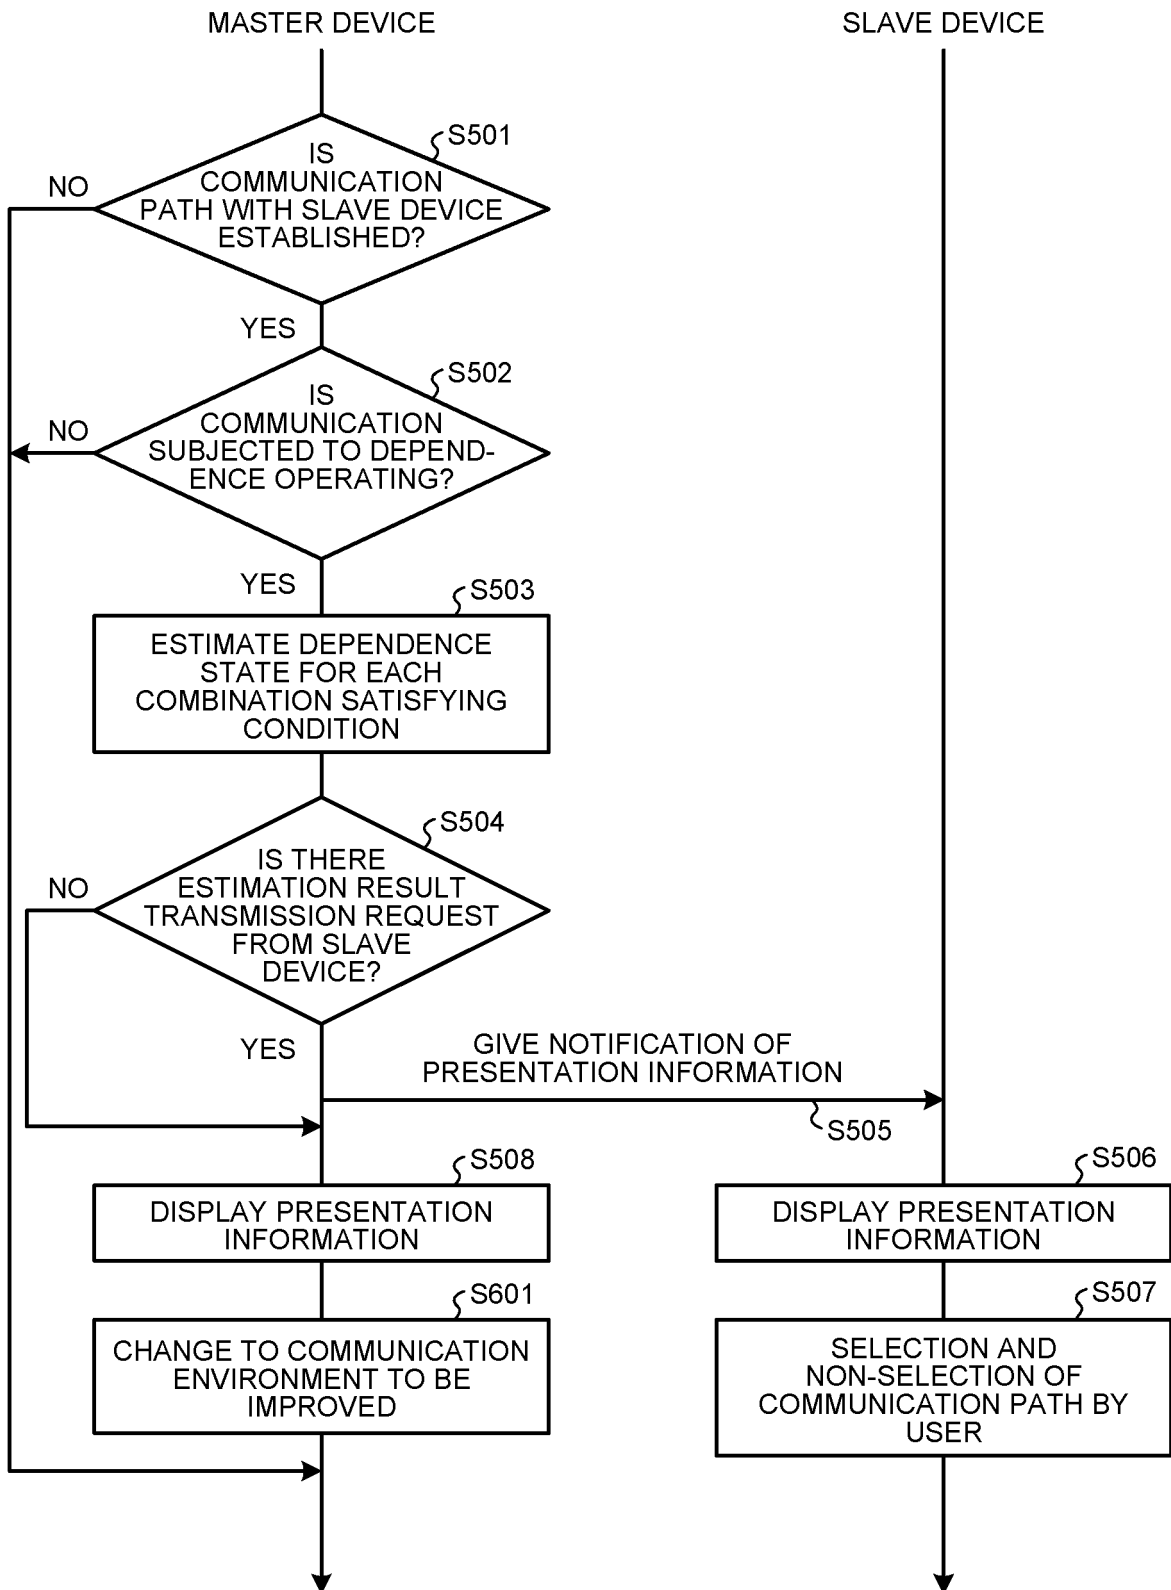 MASTER DEVICE
SLAVE DEVICE
S501
IS
COMMUNICATION
PATH WITH SLAVE DEVICE
ESTABLISHED?
NO
YES
S502
IS
COMMUNICATION
SUBJECTED TO DEPEND-
ENCE OPERATING?
NO
YES
S503
ESTIMATE DEPENDENCE
STATE FOR EACH
COMBINATION SATISFYING
CONDITION
S504
IS THERE
ESTIMATION RESULT
TRANSMISSION REQUEST
FROM SLAVE
DEVICE?
NO
YES
GIVE NOTIFICATION OF
PRESENTATION INFORMATION
S505
S508
DISPLAY PRESENTATION
INFORMATION
S506
DISPLAY PRESENTATION
INFORMATION
S601
CHANGE TO COMMUNICATION
ENVIRONMENT TO BE
IMPROVED
S507
SELECTION AND
NON-SELECTION OF
COMMUNICATION PATH BY
USER